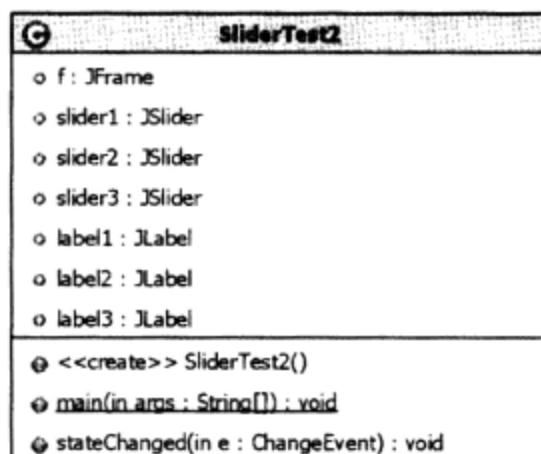 C SliderTest2
f : JFrame
slider1 : JSlider
slider2 : JSlider
slider3 : JSlider
label1 : JLabel
label2 : JLabel
label3 : JLabel
<<create>> SliderTest2()
main(in args : String[]) : void
stateChanged(in e : ChangeEvent) : void